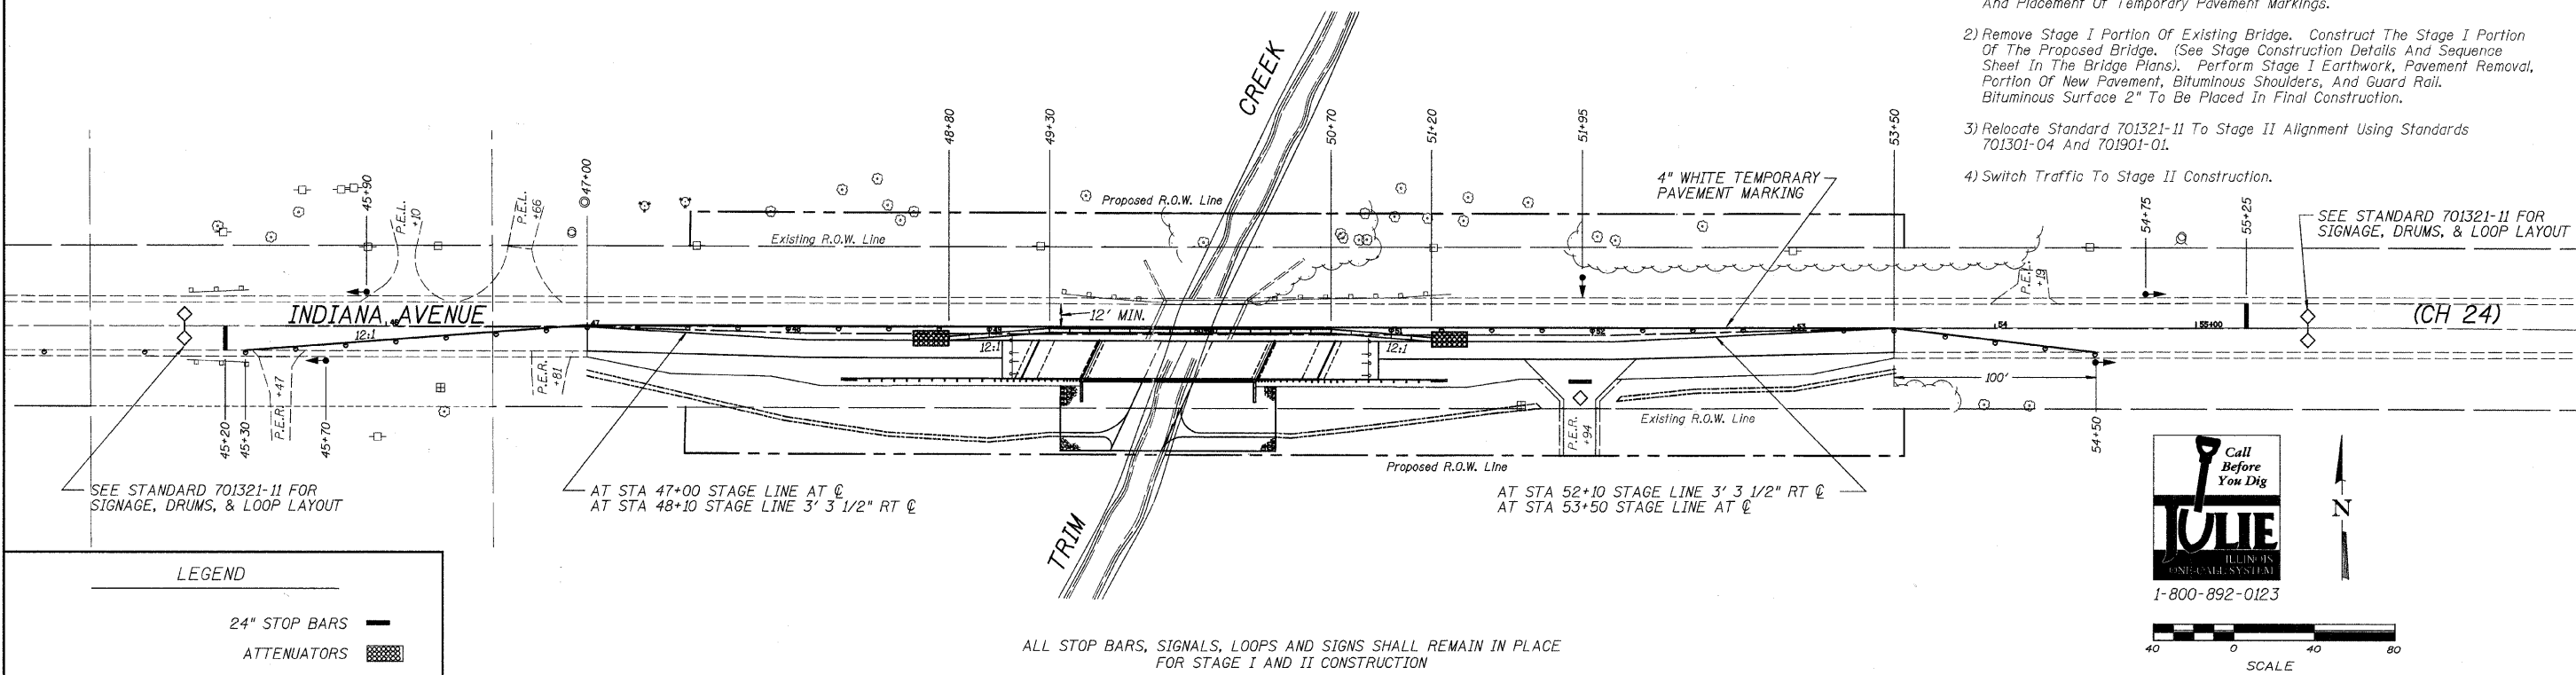 And Placement Of Temporary Pavement Markings.
2) Remove Stage I Portion Of Existing Bridge. Construct The Stage I Portion
Of The Proposed Bridge. (See Stage Construction Details And Sequence
Sheet In The Bridge Plans). Perform Stage I Earthwork, Pavement Removal,
Portion Of New Pavement, Bituminous Shoulders, And Guard Rail.
Bituminous Surface 2" To Be Placed In Final Construction.
3) Relocate Standard 701321-11 To Stage II Alignment Using Standards
701301-04 And 701901-01.
4) Switch Traffic To Stage II Construction.
CREEK
48+80
49+30
50+70
51+20
51+95
53+50
45+90
P.E.L.
+10
P.E.L.
+66
47+00
4" WHITE TEMPORARY
PAVEMENT MARKING
Proposed R.O.W. Line
Existing R.O.W. Line
54+75
55+25
SEE STANDARD 701321-11 FOR
SIGNAGE, DRUMS, & LOOP LAYOUT
P.E.L.
+19
INDIANA AVENUE
12' MIN.
(CH 24)
46
47
48
49
51
52
53
54
55+00
12:1
12:1
12:1
P.E.R. +47
P.E.R.
+81
100'
45+20
45+30
45+70
P.E.R.
+94
Existing R.O.W. Line
54+50
Proposed R.O.W. Line
SEE STANDARD 701321-11 FOR
SIGNAGE, DRUMS, & LOOP LAYOUT
AT STA 47+00 STAGE LINE AT ℄
AT STA 48+10 STAGE LINE 3' 3 1/2" RT ℄
AT STA 52+10 STAGE LINE 3' 3 1/2" RT ℄
AT STA 53+50 STAGE LINE AT ℄
TRIM
Call
Before
You Dig
JULIE
ILLINOIS
ONE-CALL SYSTEM
1-800-892-0123
N
LEGEND
24" STOP BARS
ATTENUATORS
ALL STOP BARS, SIGNALS, LOOPS AND SIGNS SHALL REMAIN IN PLACE
FOR STAGE I AND II CONSTRUCTION
40 0 40 80
SCALE